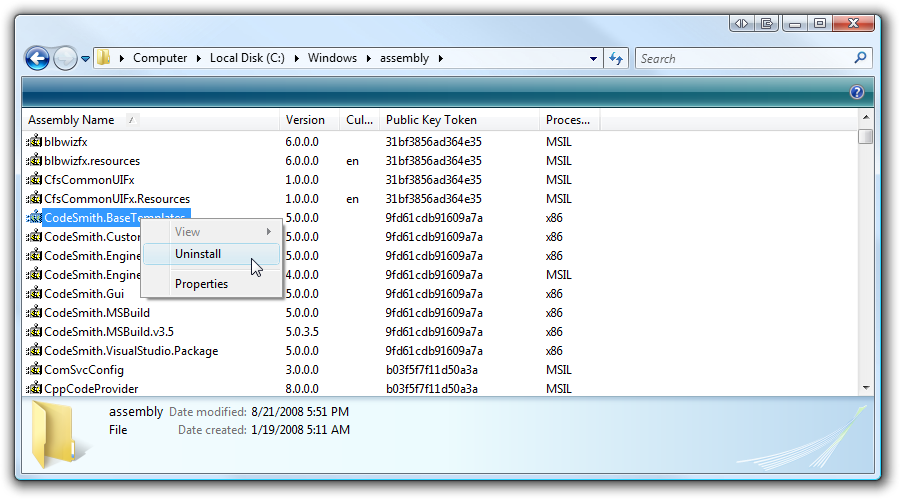 Computer Local Disk (C:) Windows assembly Search
Assembly Name Version Cul... Public Key Token Proces...
blbwizfx 6.0.0.0 31bf3856ad364e35 MSIL
blbwizfx.resources 6.0.0.0 en 31bf3856ad364e35 MSIL
CfsCommonUIFx 1.0.0.0 31bf3856ad364e35 MSIL
CfsCommonUIFx.Resources 1.0.0.0 en 31bf3856ad364e35 MSIL
CodeSmith.BaseTemplates 5.0.0.0 9fd61cdb91609a7a x86
CodeSmith.Custo 5.0.0.0 9fd61cdb91609a7a x86
CodeSmith.Engine 5.0.0.0 9fd61cdb91609a7a x86
CodeSmith.Engine 4.0.0.0 9fd61cdb91609a7a MSIL
CodeSmith.Gui 5.0.0.0 9fd61cdb91609a7a x86
CodeSmith.MSBuild 5.0.0.0 9fd61cdb91609a7a x86
CodeSmith.MSBuild.v3.5 5.0.3.5 9fd61cdb91609a7a x86
CodeSmith.VisualStudio.Package 5.0.0.0 9fd61cdb91609a7a x86
ComSvcConfig 3.0.0.0 b03f5f7f11d50a3a MSIL
CppCodeProvider 8.0.0.0 b03f5f7f11d50a3a MSIL
View
Uninstall
Properties
assembly Date modified: 8/21/2008 5:51 PM
File Date created: 1/19/2008 5:11 AM